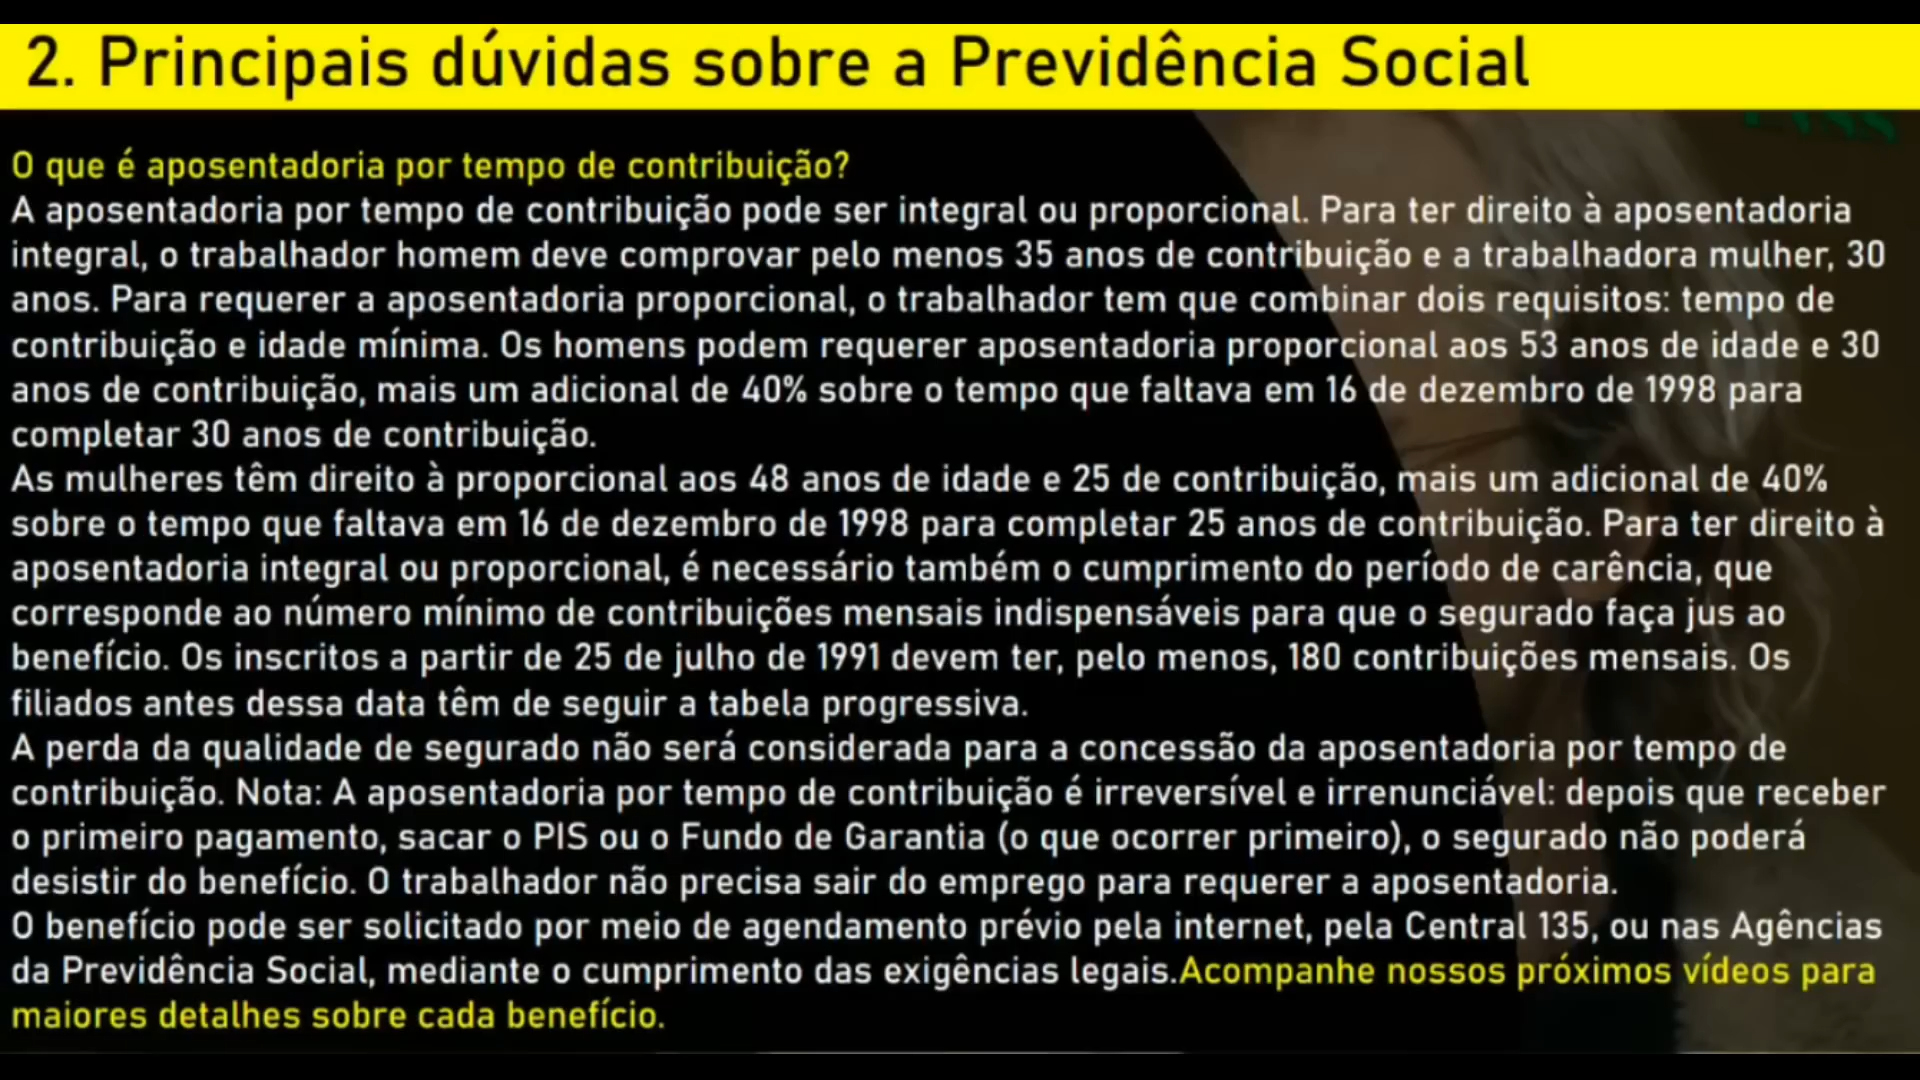 2. Principais dúvidas sobre a Previdência Social
O que é aposentadoria por tempo de contribuição?
A aposentadoria por tempo de contribuição pode ser integral ou proporcional. Para ter direito à aposentadoria
integral, o trabalhador homem deve comprovar pelo menos 35 anos de contribuição e a trabalhadora mulher, 30
anos. Para requerer a aposentadoria proporcional, o trabalhador tem que combinar dois requisitos: tempo de
contribuição e idade mínima. Os homens podem requerer aposentadoria proporcional aos 53 anos de idade e 30
anos de contribuição, mais um adicional de 40% sobre o tempo que faltava em 16 de dezembro de 1998 para
completar 30 anos de contribuição.
As mulheres têm direito à proporcional aos 48 anos de idade e 25 de contribuição, mais um adicional de 40%
sobre o tempo que faltava em 16 de dezembro de 1998 para completar 25 anos de contribuição. Para ter direito à
aposentadoria integral ou proporcional, é necessário também o cumprimento do período de carência, que
corresponde ao número mínimo de contribuições mensais indispensáveis para que o segurado faça jus ao
benefício. Os inscritos a partir de 25 de julho de 1991 devem ter, pelo menos, 180 contribuições mensais. Os
filiados antes dessa data têm de seguir a tabela progressiva.
A perda da qualidade de segurado não será considerada para a concessão da aposentadoria por tempo de
contribuição. Nota: A aposentadoria por tempo de contribuição é irreversível e irrenunciável: depois que receber
o primeiro pagamento, sacar o PIS ou o Fundo de Garantia (o que ocorrer primeiro), o segurado não poderá
desistir do benefício. O trabalhador não precisa sair do emprego para requerer a aposentadoria.
O benefício pode ser solicitado por meio de agendamento prévio pela internet, pela Central 135, ou nas Agências
da Previdência Social, mediante o cumprimento das exigências legais.Acompanhe nossos próximos vídeos para
maiores detalhes sobre cada benefício.